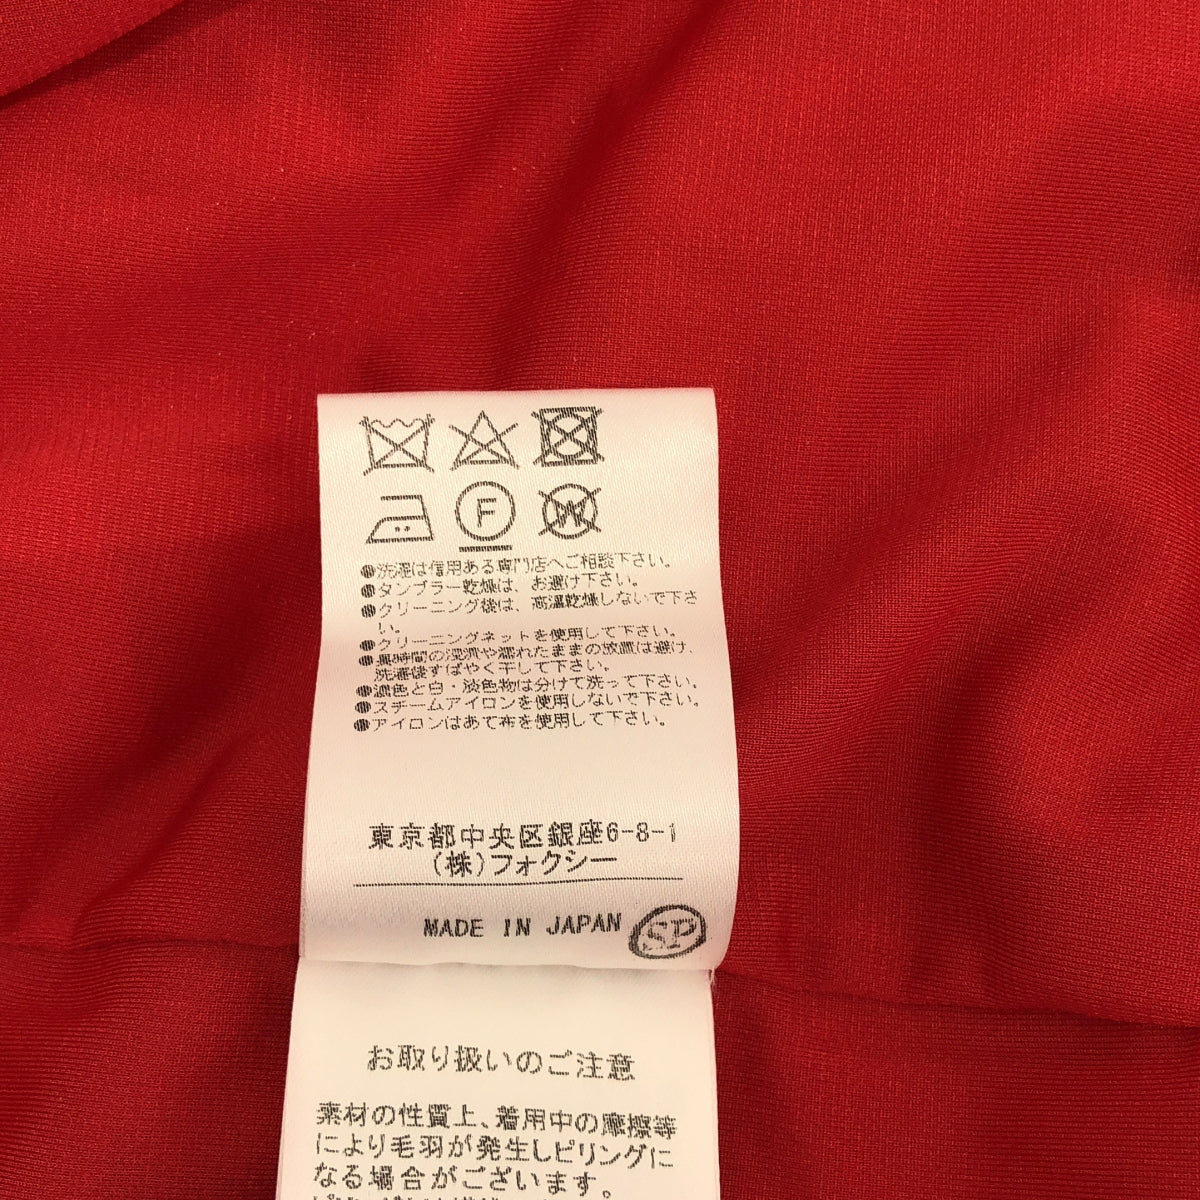 F
W
●洗濯は信用ある専門店へご相談下さい。
●タンブラー乾燥は、お避け下さい。
●クリーニング後は、高温乾燥しないで下さ
い。
●クリーニングネットを使用して下さい。
●長時間の浸漬や濡れたままの放置は避け、
洗濯後すばやく干して下さい。
●濃色と白・淡色物は分けて洗って下さい。
●スチームアイロンを使用しないで下さい。
●アイロンはあて布を使用して下さい。
東京都中央区銀座6-8-1
(株)フォクシー
MADE IN JAPAN SP
お取り扱いのご注意
素材の性質上、着用中の摩擦等
により毛羽が発生しピリングに
なる場合がございます。